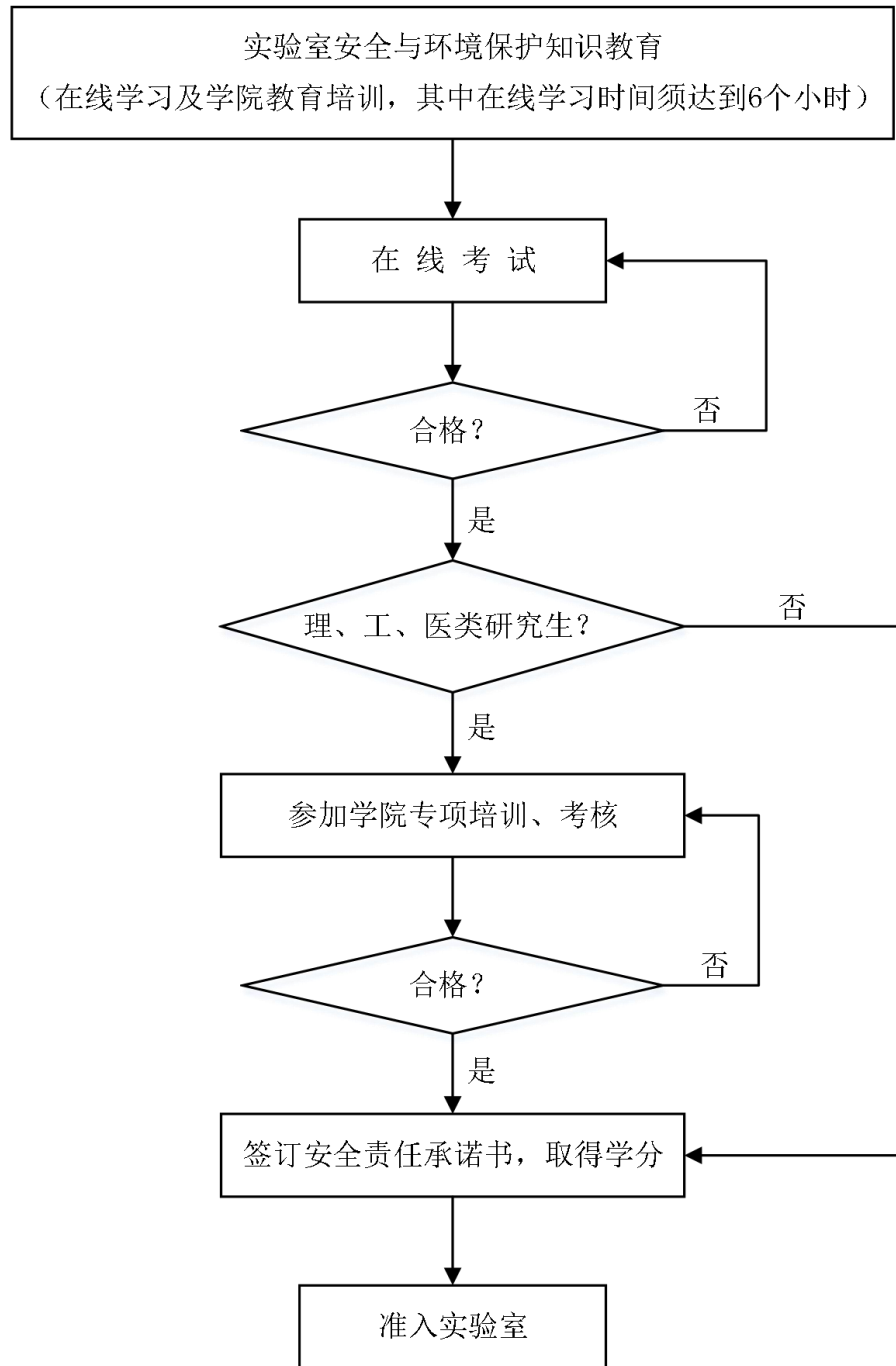 实验室安全与环境保护知识教育
（在线学习及学院教育培训，其中在线学习时间须达到6个小时）
在 线 考 试
合格？
否
是
理、工、医类研究生？
否
是
参加学院专项培训、考核
合格？
否
是
签订安全责任承诺书，取得学分
准入实验室